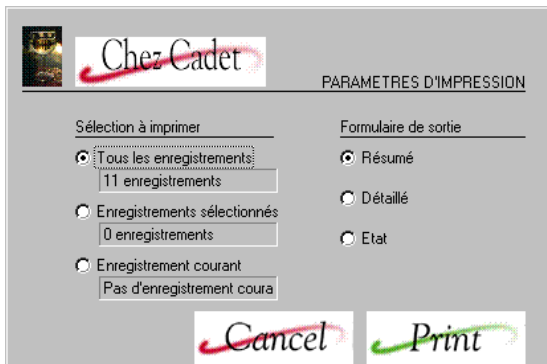 Chez Cadet
PARAMETRES D'IMPRESSION
Sélection à imprimer
Tous les enregistrements
11 enregistrements
Enregistrements sélectionnés
0 enregistrements
Enregistrement courant
Pas d'enregistrement coura
Formulaire de sortie
Résumé
Détaillé
Etat
Cancel
Print